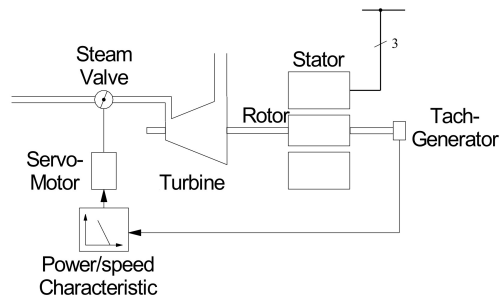 Steam
Valve
Stator
3
Rotor
Tach-
Generator
Servo-
Motor
Turbine
Power/speed
Characteristic